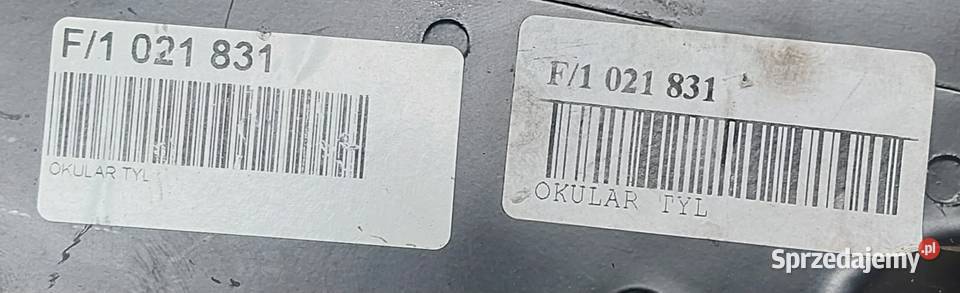 F/1 021 831
OKULAR TYL
F/1 021 831
OKULAR TYL
Sprzedajemy.pl